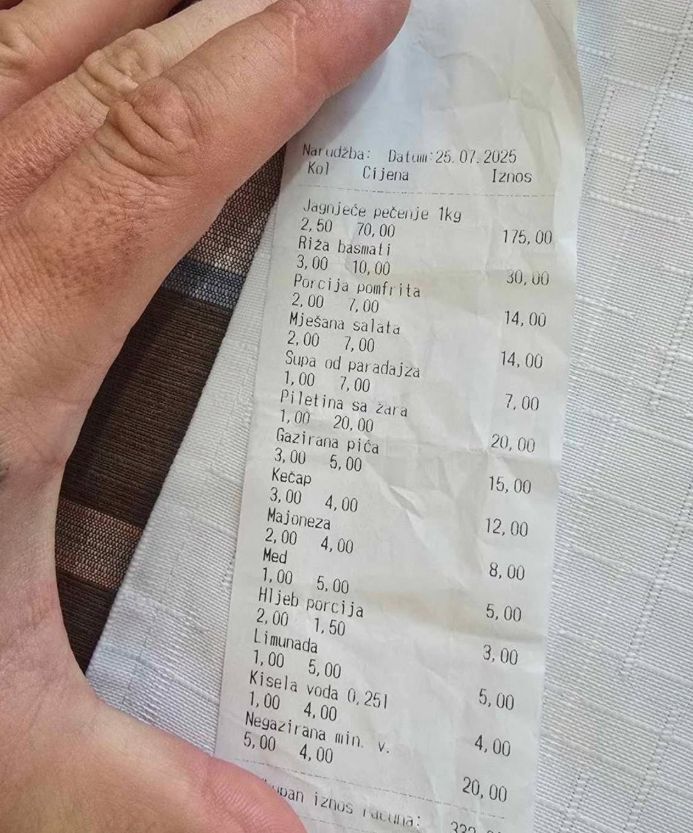 Narudžba: Datum:25.07.2025
Kol Cijena Iznos
Jagnjeće pečenje 1kg
2,50 70,00 175,00
Riža basmati
3,00 10,00 30,00
Porcija pomfrita
2,00 7,00 14,00
Mješana salata
2,00 7,00 14,00
Supa od paradajza
1,00 7,00 7,00
Piletina sa žara
1,00 20,00 20,00
Gazirana pića
3,00 5,00 15,00
Kečap
3,00 4,00 12,00
Majoneza
2,00 4,00 8,00
Med
1,00 5,00 5,00
Hljeb porcija
2,00 1,50 3,00
Limunada
1,00 5,00 5,00
Kisela voda 0,25l
1,00 4,00 4,00
Negazirana min. v.
5,00 4,00 20,00
iznos računa: